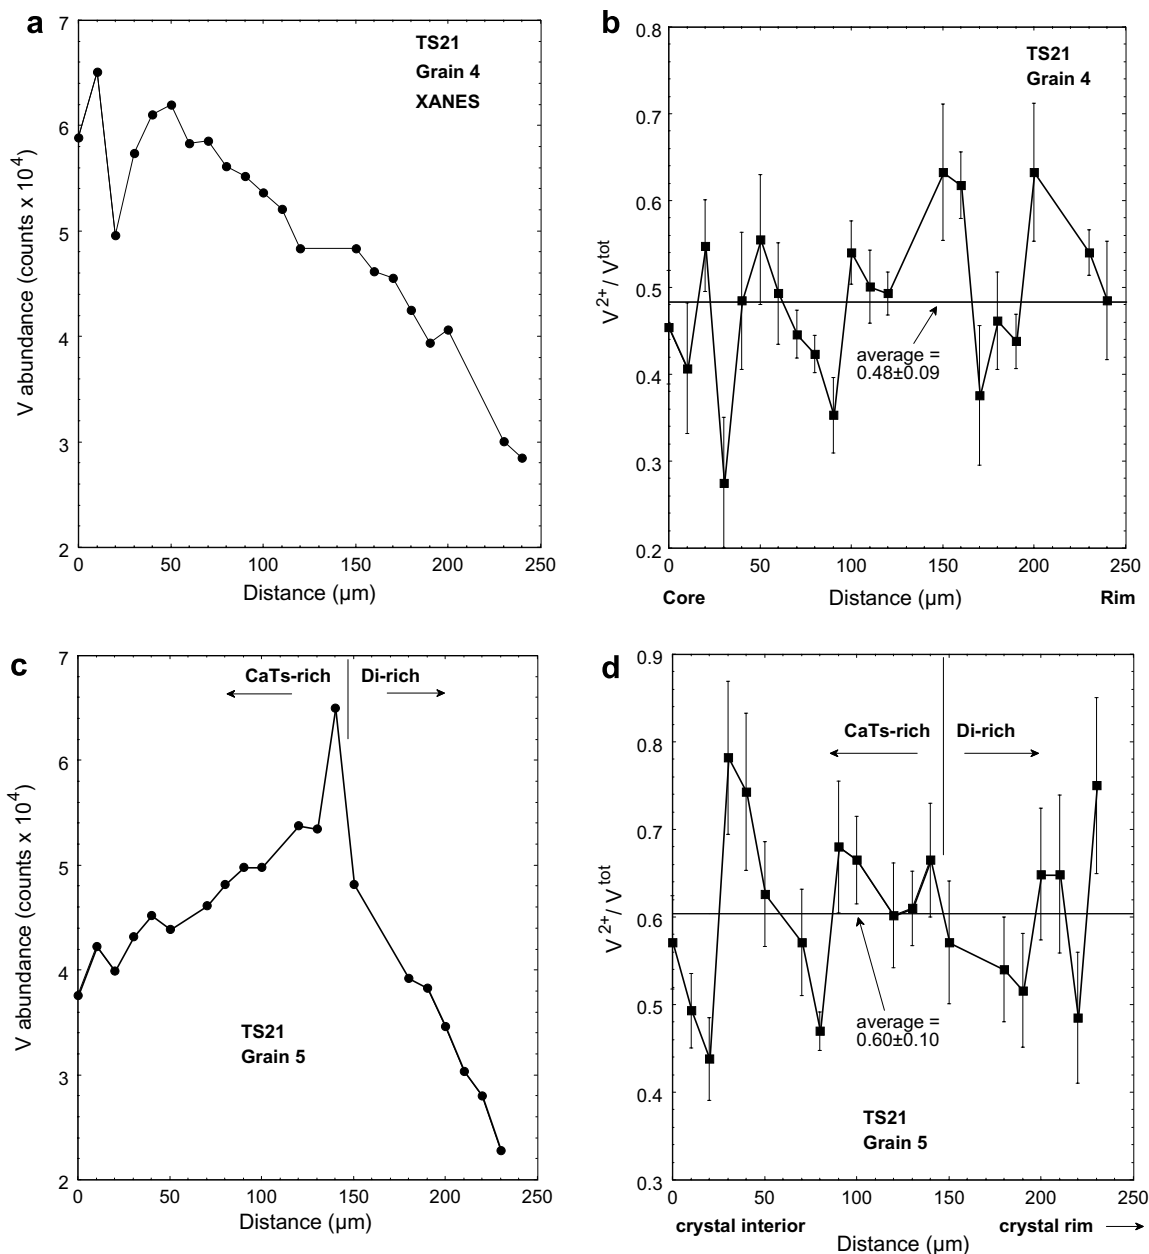 a
TS21
Grain 4
XANES
V abundance (counts x 10^4)
7
6
5
4
3
2
0 50 100 150 200 250
Distance (µm)
b
TS21
Grain 4
V^2+/ V^tot
0.8
0.7
0.6
0.5
0.4
0.3
0.2
average =
0.48±0.09
0 50 100 150 200 250
Core Distance (µm) Rim
c
CaTs-rich Di-rich
V abundance (counts x 10^4)
7
6
5
4
3
2
TS21
Grain 5
0 50 100 150 200 250
Distance (µm)
d
CaTs-rich Di-rich
V^2+/ V^tot
0.9
0.8
0.7
0.6
0.5
0.4
0.3
average =
0.60±0.10
TS21
Grain 5
0 50 100 150 200 250
crystal interior crystal rim
Distance (µm)